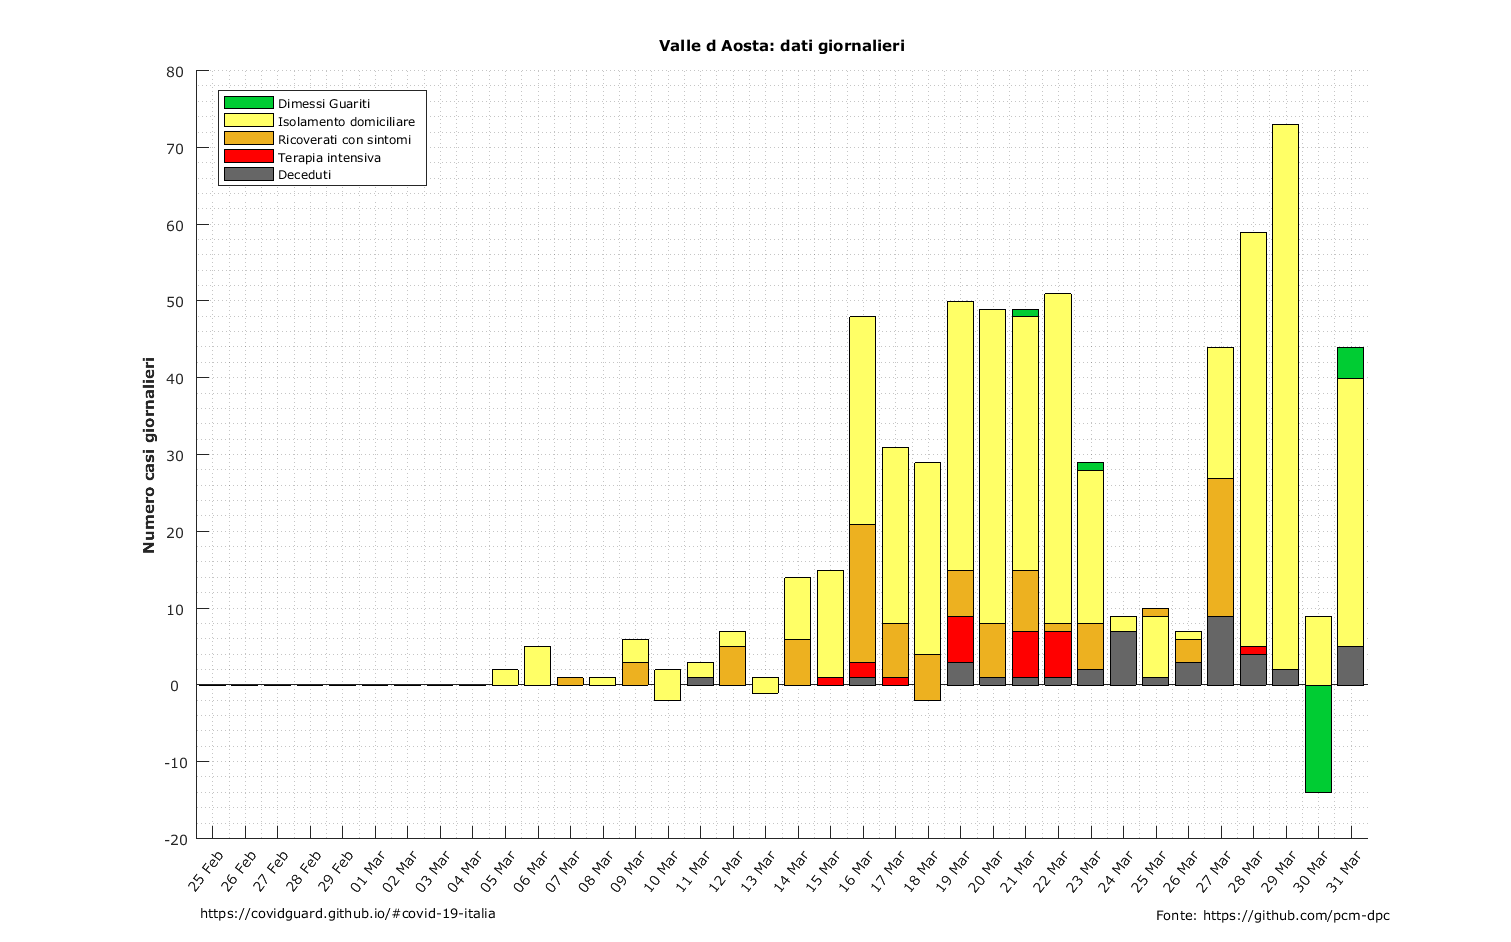 Valle d Aosta: dati giornalieri
Dimessi Guariti
Isolamento domiciliare
Ricoverati con sintomi
Terapia intensiva
Deceduti
Numero casi giornalieri
80
70
60
50
40
30
20
10
0
-10
-20
25 Feb
26 Feb
27 Feb
28 Feb
29 Feb
01 Mar
02 Mar
03 Mar
04 Mar
05 Mar
06 Mar
07 Mar
08 Mar
09 Mar
10 Mar
11 Mar
12 Mar
13 Mar
14 Mar
15 Mar
16 Mar
17 Mar
18 Mar
19 Mar
20 Mar
21 Mar
22 Mar
23 Mar
24 Mar
25 Mar
26 Mar
27 Mar
28 Mar
29 Mar
30 Mar
31 Mar
https://covidguard.github.io/#covid-19-italia
Fonte: https://github.com/pcm-dpc